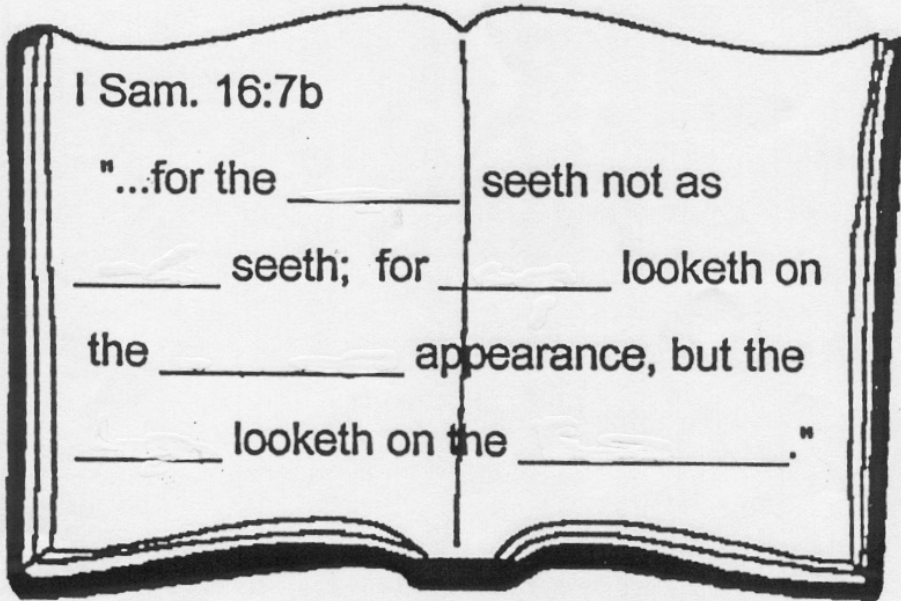 I Sam. 16:7b
"...for the ________ seeth not as
_______ seeth; for ________ looketh on
the ___________ appearance, but the
_______ looketh on the ____________."